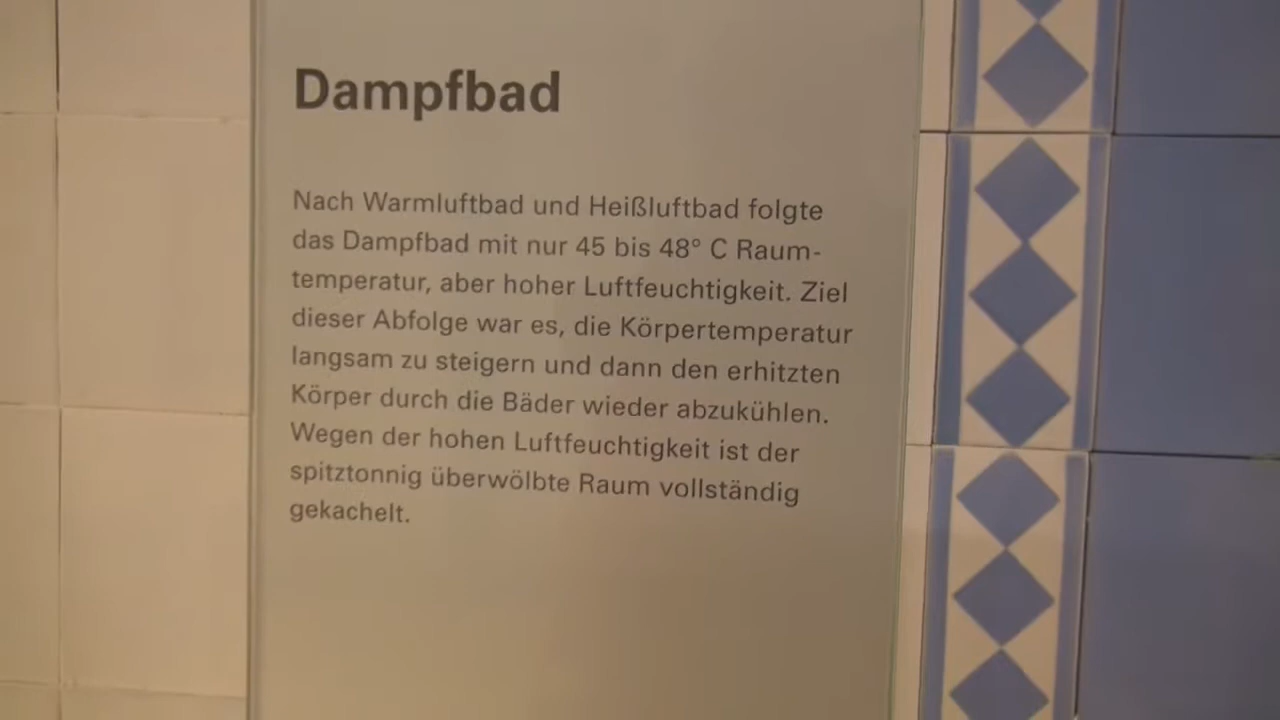 Dampfbad
Nach Warmluftbad und Heißluftbad folgte
das Dampfbad mit nur 45 bis 48° C Raum-
temperatur, aber hoher Luftfeuchtigkeit. Ziel
dieser Abfolge war es, die Körpertemperatur
langsam zu steigern und dann den erhitzten
Körper durch die Bäder wieder abzukühlen.
Wegen der hohen Luftfeuchtigkeit ist der
spitztonnig überwölbte Raum vollständig
gekachelt.